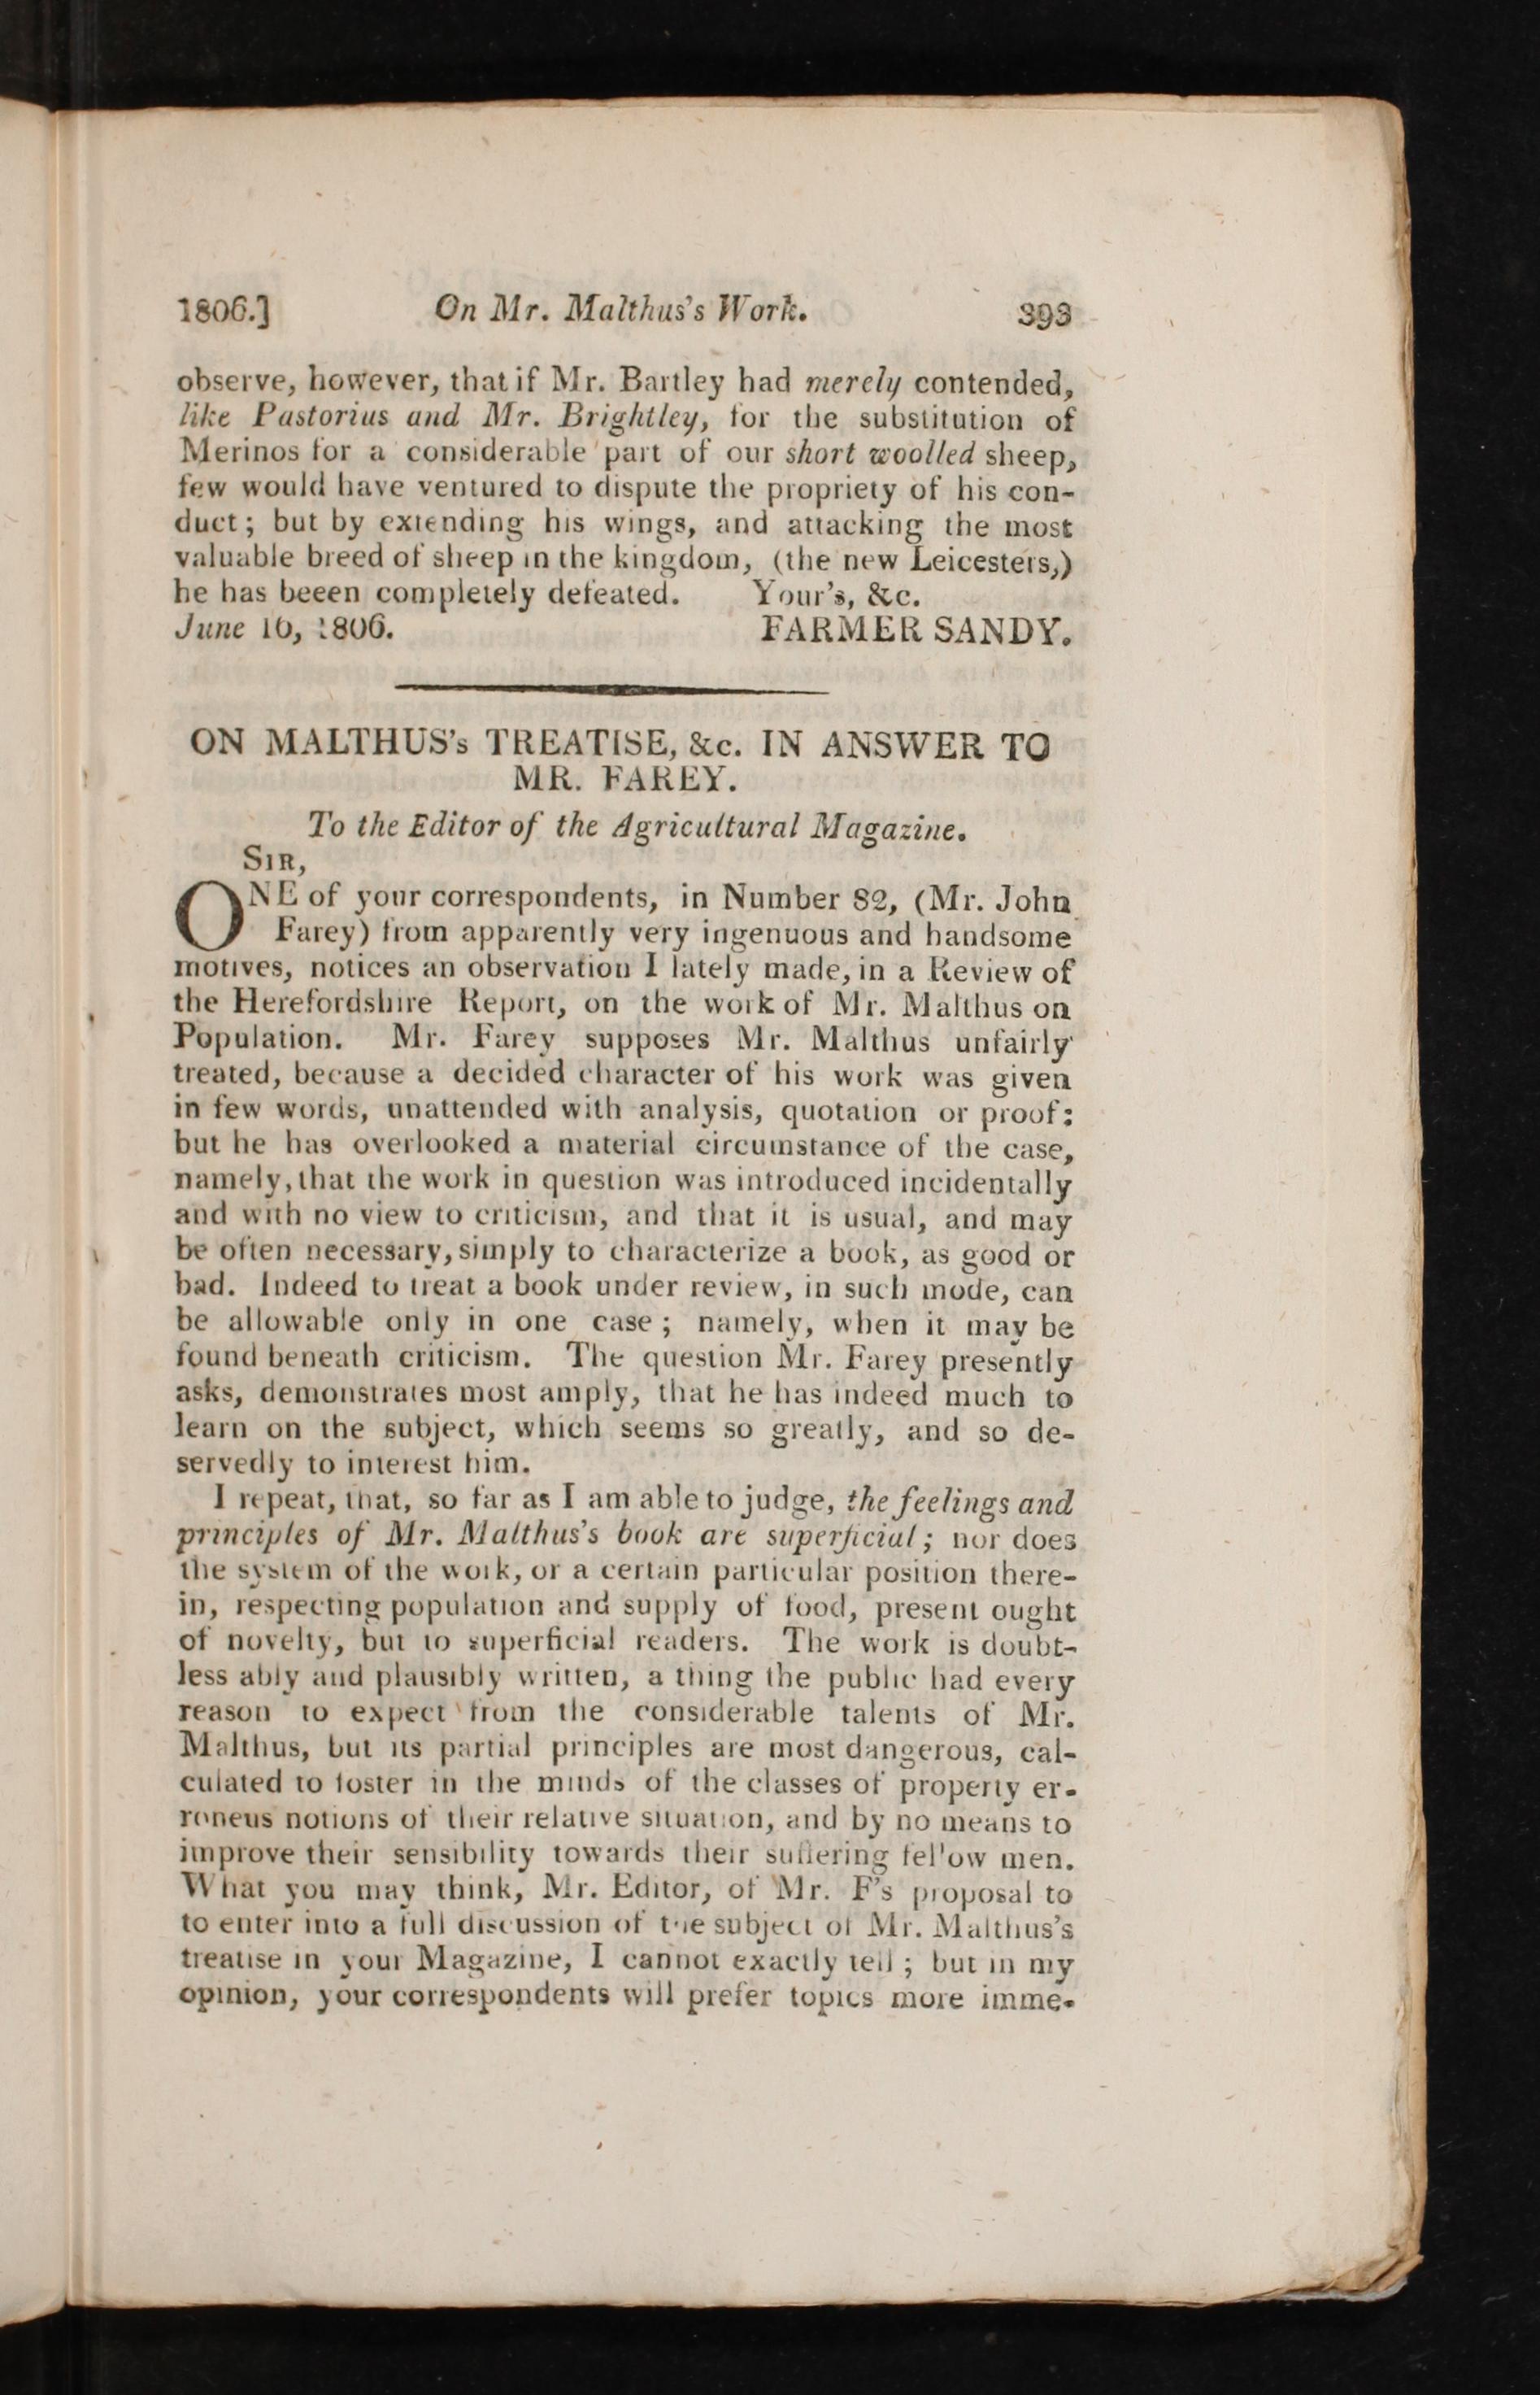 1806.] On Mr. Malthus's Work. 393
observe, however, that if Mr. Bartley had merely contended,
like Pastorius and Mr. Brightley, for the substitution of
Merinos for a considerable part of our short woolled sheep,
few would have ventured to dispute the propriety of his con-
duct; but by extending his wings, and attacking the most
valuable breed of sheep in the kingdom, (the new Leicesters,)
he has beeen completely defeated. Your's, &c.
June 16, 1806. FARMER SANDY.
ON MALTHUS's TREATISE, &c. IN ANSWER TO
MR. FAREY.
To the Editor of the Agricultural Magazine.
SIR,
ONE of your correspondents, in Number 82, (Mr. John
Farey) from apparently very ingenuous and handsome
motives, notices an observation I lately made, in a Review of
the Herefordshire Report, on the work of Mr. Malthus on
Population. Mr. Farey supposes Mr. Malthus unfairly
treated, because a decided character of his work was given
in few words, unattended with analysis, quotation or proof:
but he has overlooked a material circumstance of the case,
namely, that the work in question was introduced incidentally
and with no view to criticism, and that it is usual, and may
be often necessary, simply to characterize a book, as good or
bad. Indeed to treat a book under review, in such mode, can
be allowable only in one case; namely, when it may be
found beneath criticism. The question Mr. Farey presently
asks, demonstrates most amply, that he has indeed much to
learn on the subject, which seems so greatly, and so de-
servedly to interest him.
I repeat, that, so far as I am able to judge, the feelings and
principles of Mr. Malthus's book are superficial; nor does
the system of the work, or a certain particular position there-
in, respecting population and supply of food, present ought
of novelty, but to superficial readers. The work is doubt-
less ably and plausibly written, a thing the public had every
reason to expect from the considerable talents of Mr.
Malthus, but its partial principles are most dangerous, cal-
culated to foster in the minds of the classes of property er-
roneus notions of their relative situation, and by no means to
improve their sensibility towards their suffering fellow men.
What you may think, Mr. Editor, of Mr. F's proposal to
to enter into a full discussion of the subject of Mr. Malthus's
treatise in your Magazine, I cannot exactly tell; but in my
opinion, your correspondents will prefer topics more imme-